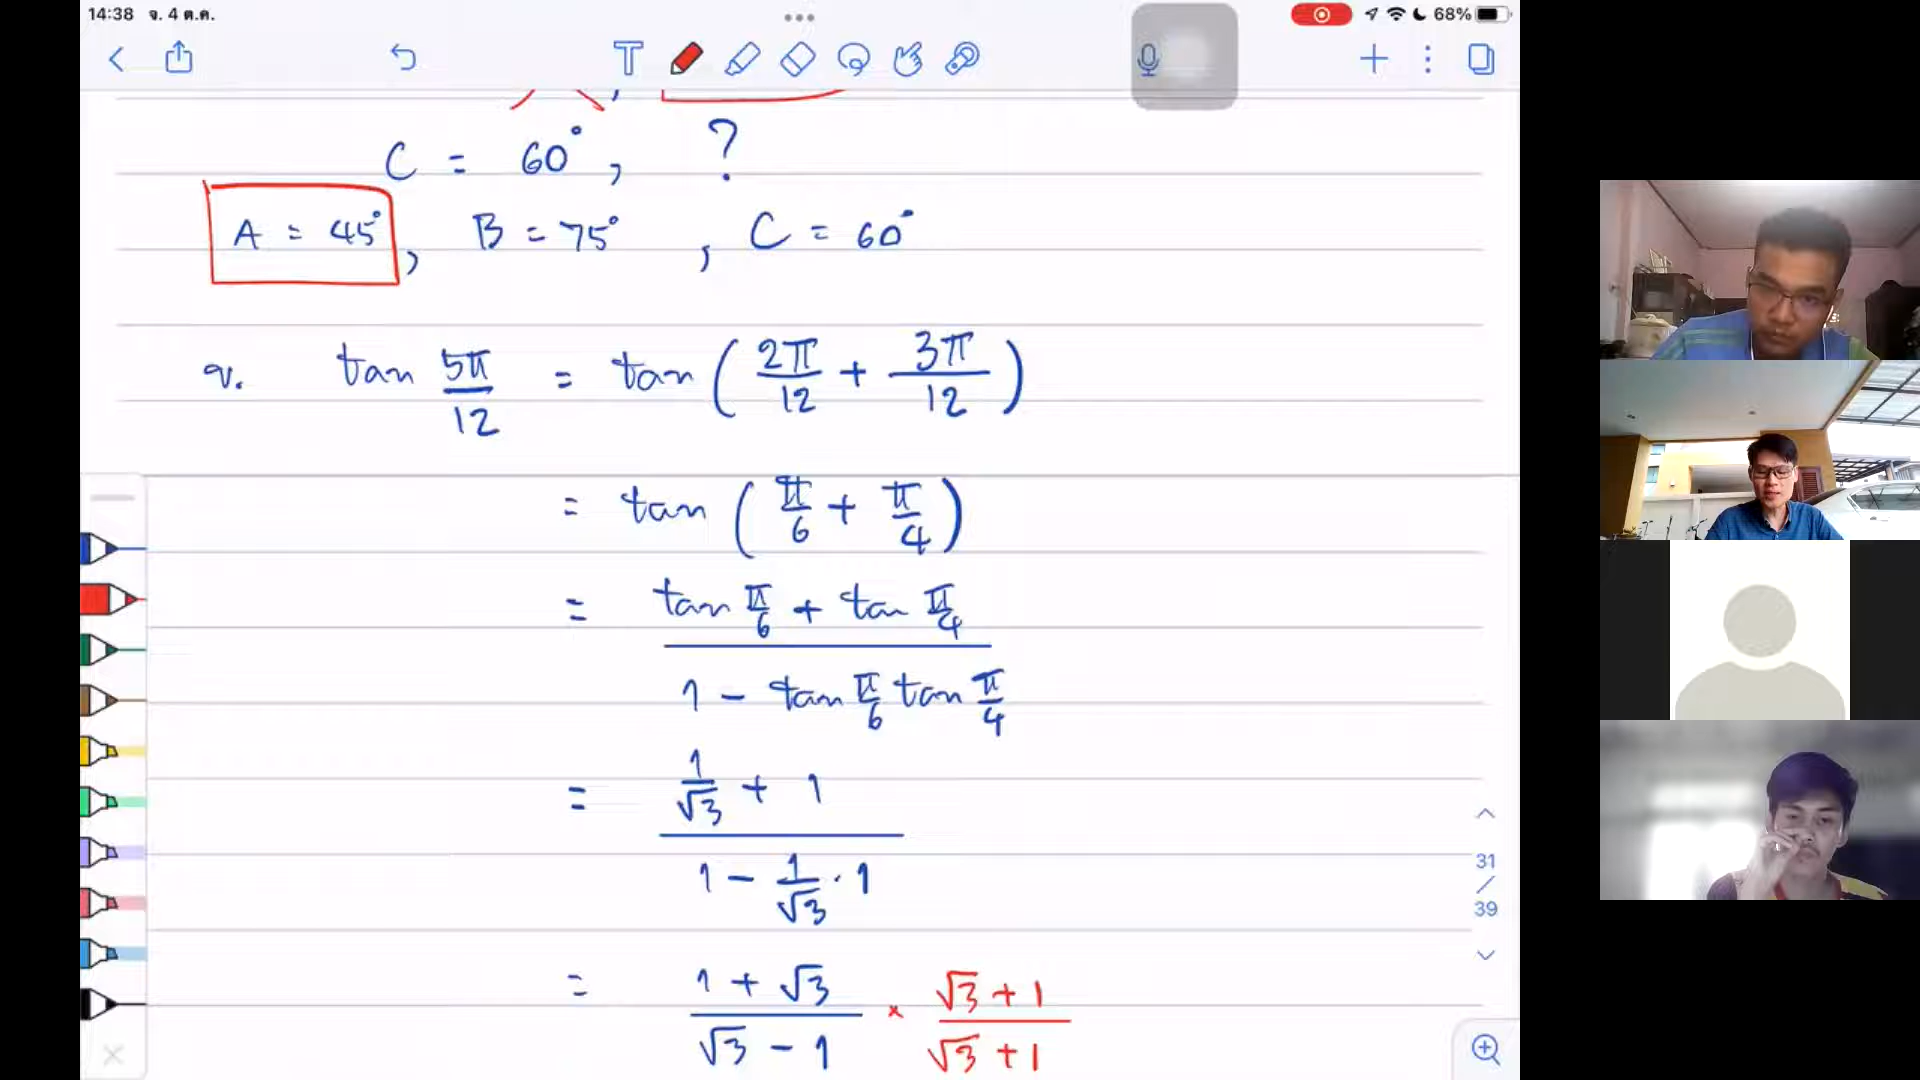 14:38 จ. 4 ต.ค.
68%
C = 60°, ?
A = 45°, B = 75°, C = 60°
tan 5π/12 = tan (2π/12 + 3π/12)
= tan (π/6 + π/4)
= (tan π/6 + tan π/4) / (1 - tan π/6 tan π/4)
= (1/√3 + 1) / (1 - 1/√3 · 1)
= (1 + √3) / (√3 - 1) × (√3 + 1) / (√3 + 1)
31 / 39